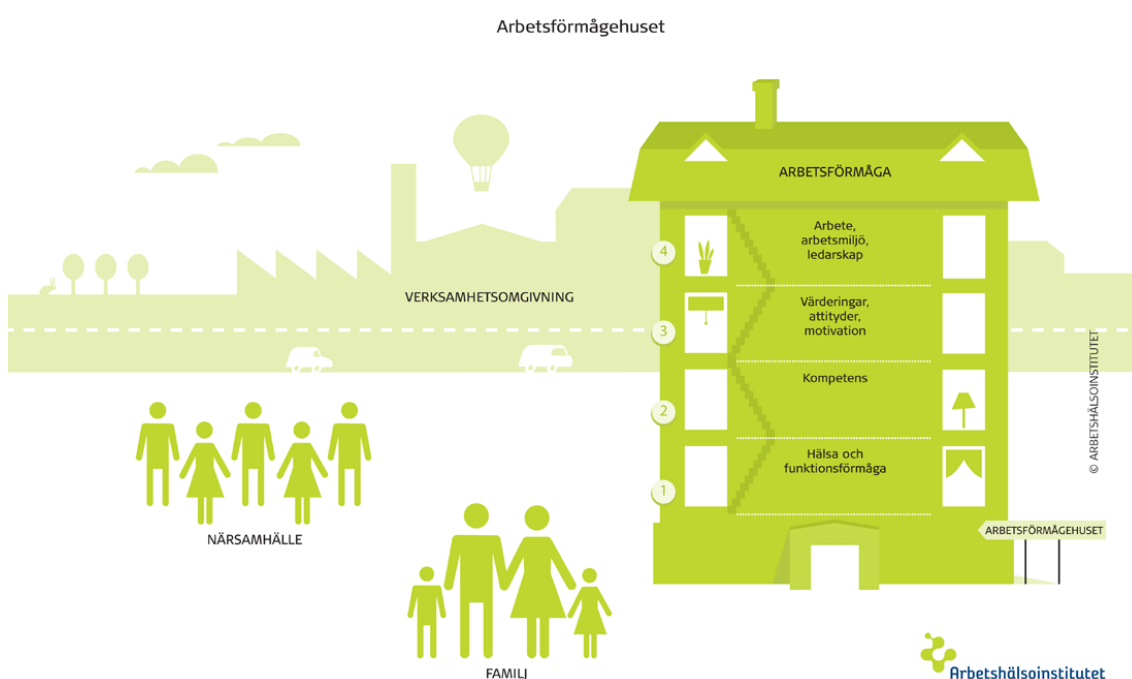 Arbetsförmågehuset
ARBETSFÖRMÅGA
4
Arbete,
arbetsmiljö,
ledarskap
VERKSAMHETSOMGIVNING
3
Värderingar,
attityder,
motivation
2
Kompetens
1
Hälsa och
funktionsförmåga
© ARBETSHÄLSOINSTITUTET
ARBETSFÖRMÅGEHUSET
NÄRSAMHÄLLE
FAMILJ
Arbetshälsoinstitutet